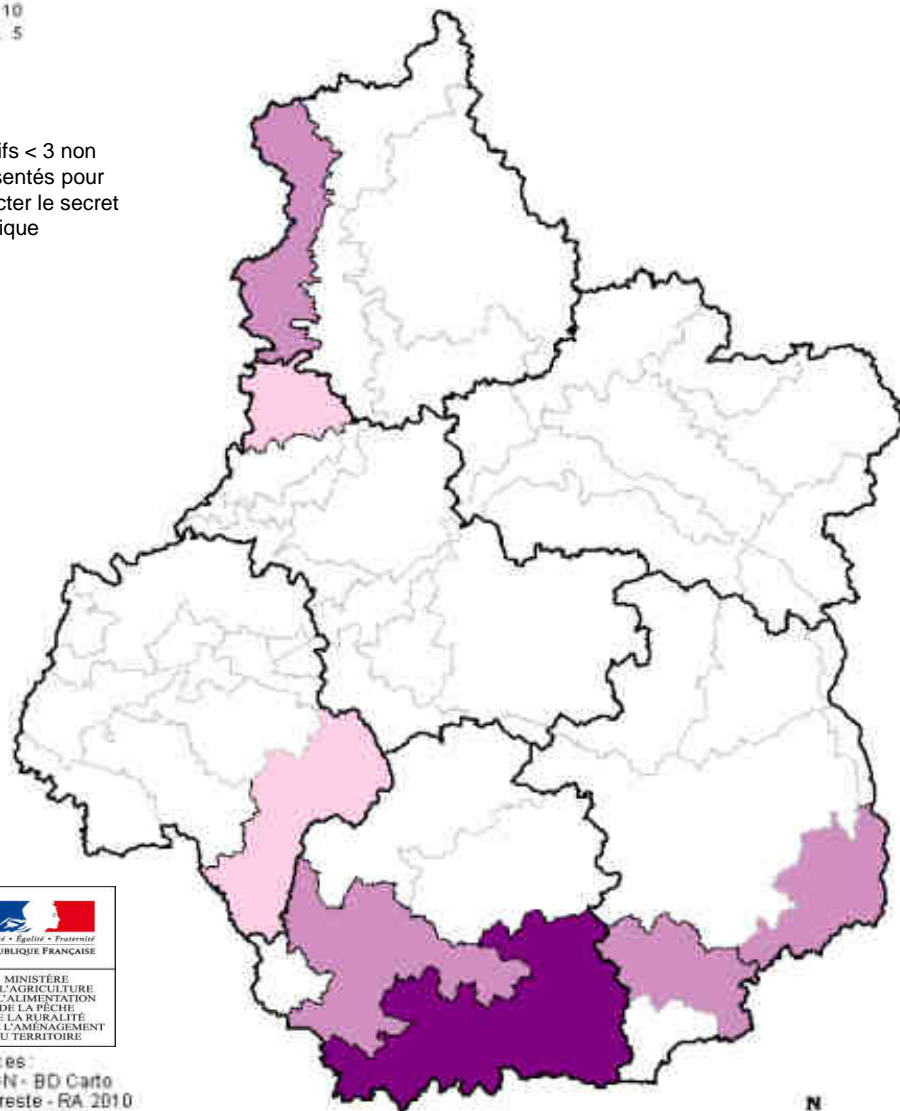 10
5
ifs < 3 non
sentés pour
cter le secret
ique
é • Égalité • Fraternité
UBLIQUE FRANÇAISE
MINISTÈRE
L'AGRICULTURE
L'ALIMENTATION
DE LA PÊCHE
E LA RURALITÉ
L'AMÉNAGEMENT
U TERRITOIRE
es :
N - BD Carto
reste - RA 2010
N